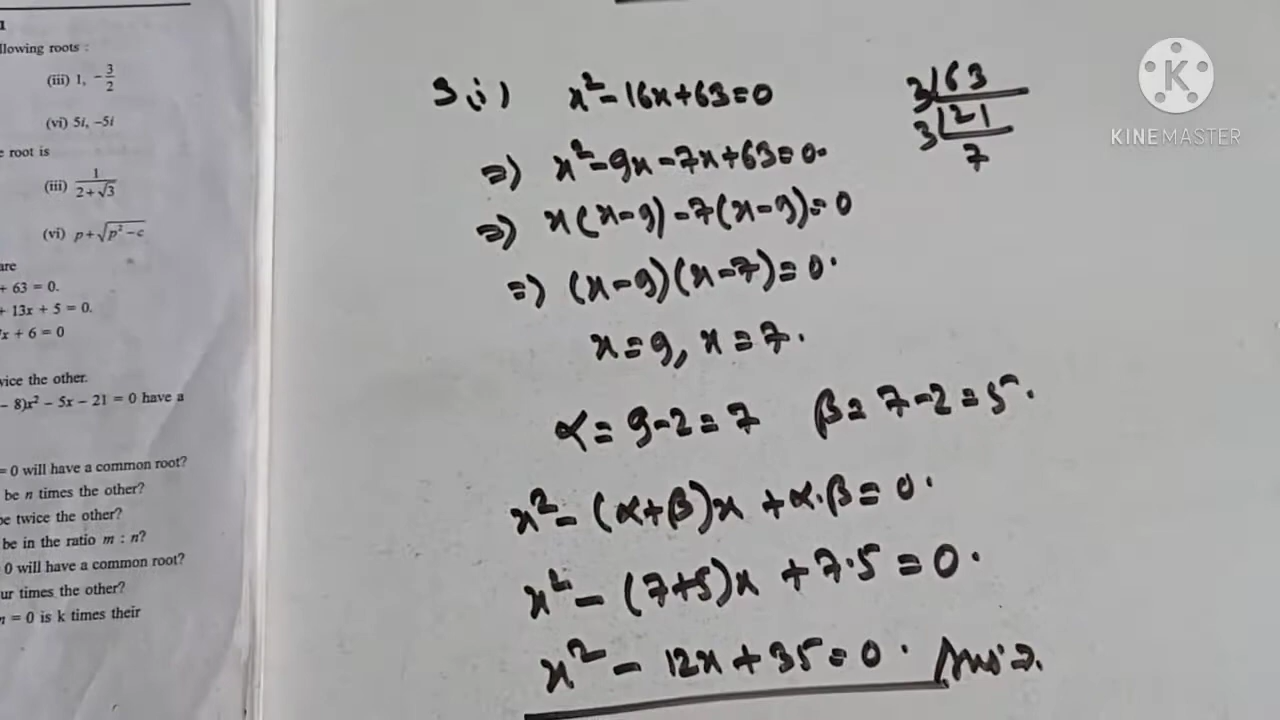 1
llowing roots :
(iii) 1, −3/2
(vi) 5i, −5i
e root is
(iii) 1/(2+√3)
(vi) p+√(p²−c)
are
+ 63 = 0.
+ 13x + 5 = 0.
x + 6 = 0
vice the other.
− 8)x² − 5x − 21 = 0 have a
= 0 will have a common root?
be n times the other?
be twice the other?
be in the ratio m : n?
0 will have a common root?
ur times the other?
n = 0 is k times their
3 (i) x² − 16x + 63 = 0
⇒) x² − 9x − 7x + 63 = 0.
⇒) x(x−9) − 7(x−9) = 0
⇒) (x−9)(x−7) = 0.
x = 9, x = 7.
α = 9−2 = 7 β = 7−2 = 5.
x² − (α+β)x + α.β = 0.
x² − (7+5)x + 7.5 = 0.
x² − 12x + 35 = 0. Ans
3 | 63
3 | 21
7
KINEMASTER